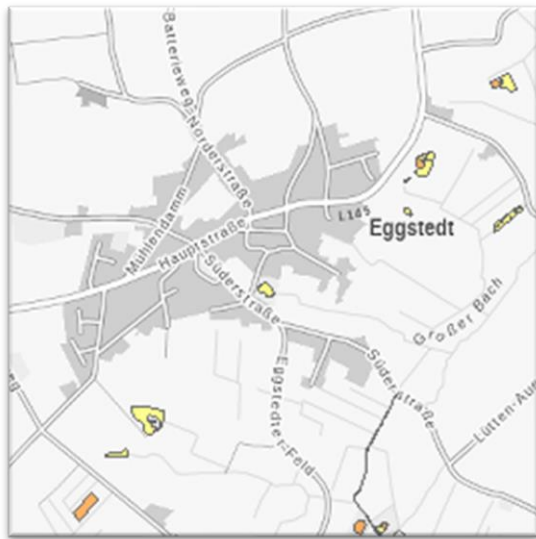 Batterieweg
Norderstraße
Mühlendamm
Hauptstraße
L145
Eggstedt
Süderstraße
Großer Bach
Süderstraße
Eggstedter-Feld
Lütten-Au